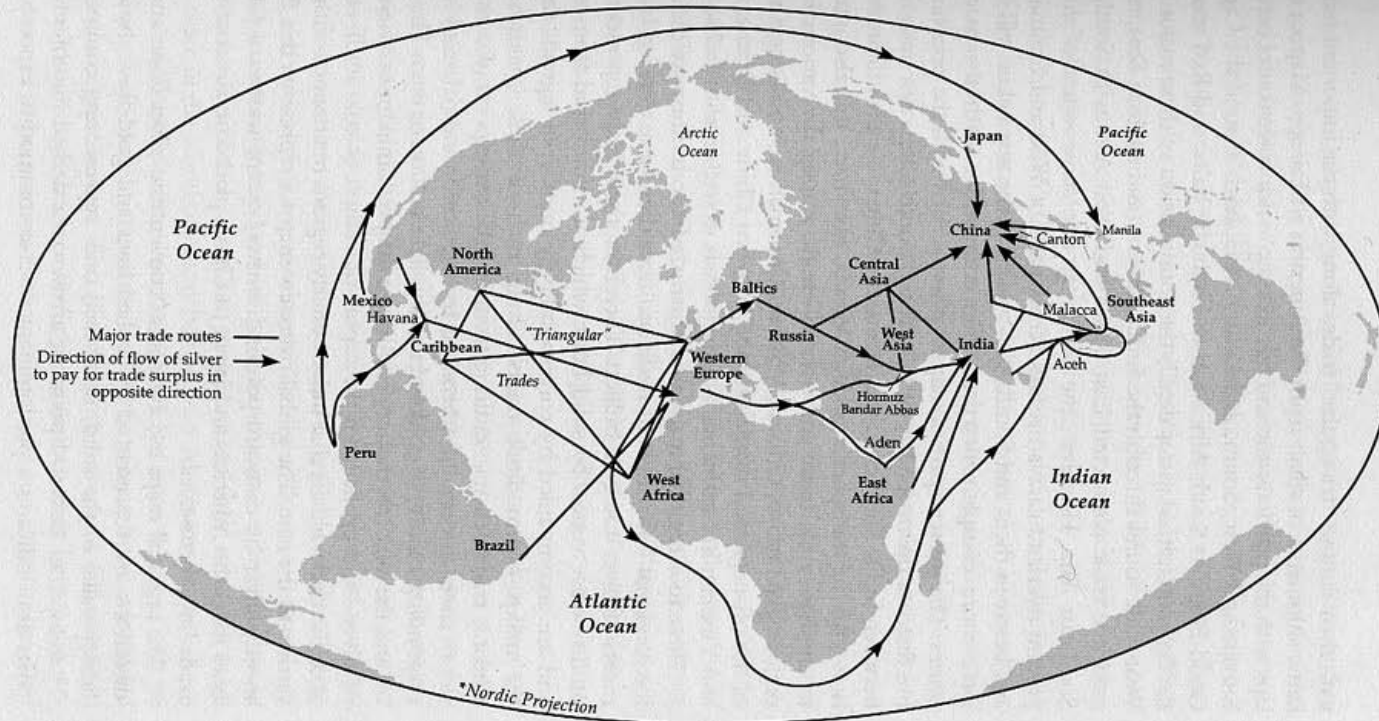 Arctic
Ocean
Japan
Pacific
Ocean
Pacific
Ocean
China
Canton
Manila
North
America
Central
Asia
Mexico
Havana
Baltics
Malacca
Southeast
Asia
Major trade routes
"Triangular"
Russia
West
Asia
India
Direction of flow of silver
to pay for trade surplus in
opposite direction
Caribbean
Western
Europe
Aceh
Trades
Hormuz
Bandar Abbas
Aden
Peru
West
Africa
East
Africa
Indian
Ocean
Brazil
Atlantic
Ocean
*Nordic Projection